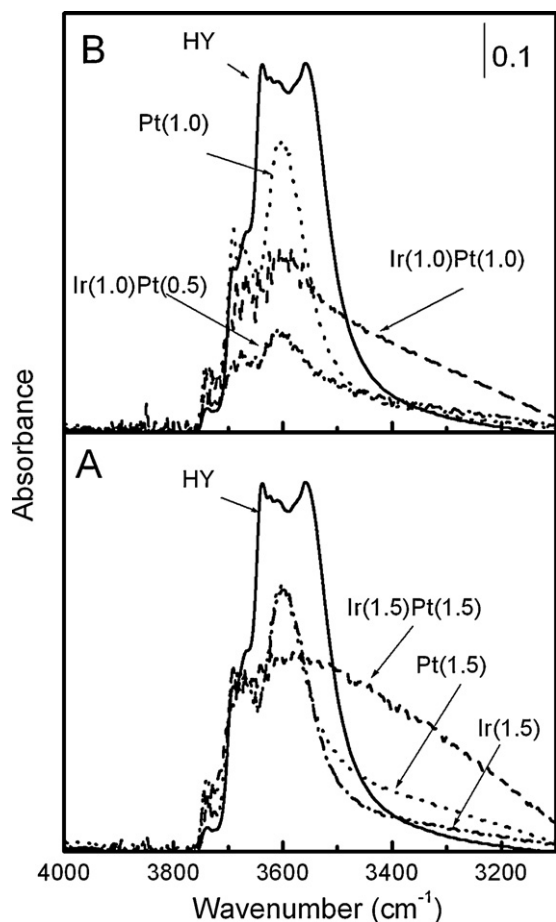 B
HY
0.1
Pt(1.0)
Ir(1.0)Pt(1.0)
Ir(1.0)Pt(0.5)
A
HY
Ir(1.5)Pt(1.5)
Pt(1.5)
Ir(1.5)
Absorbance
4000 3800 3600 3400 3200
Wavenumber (cm⁻¹)